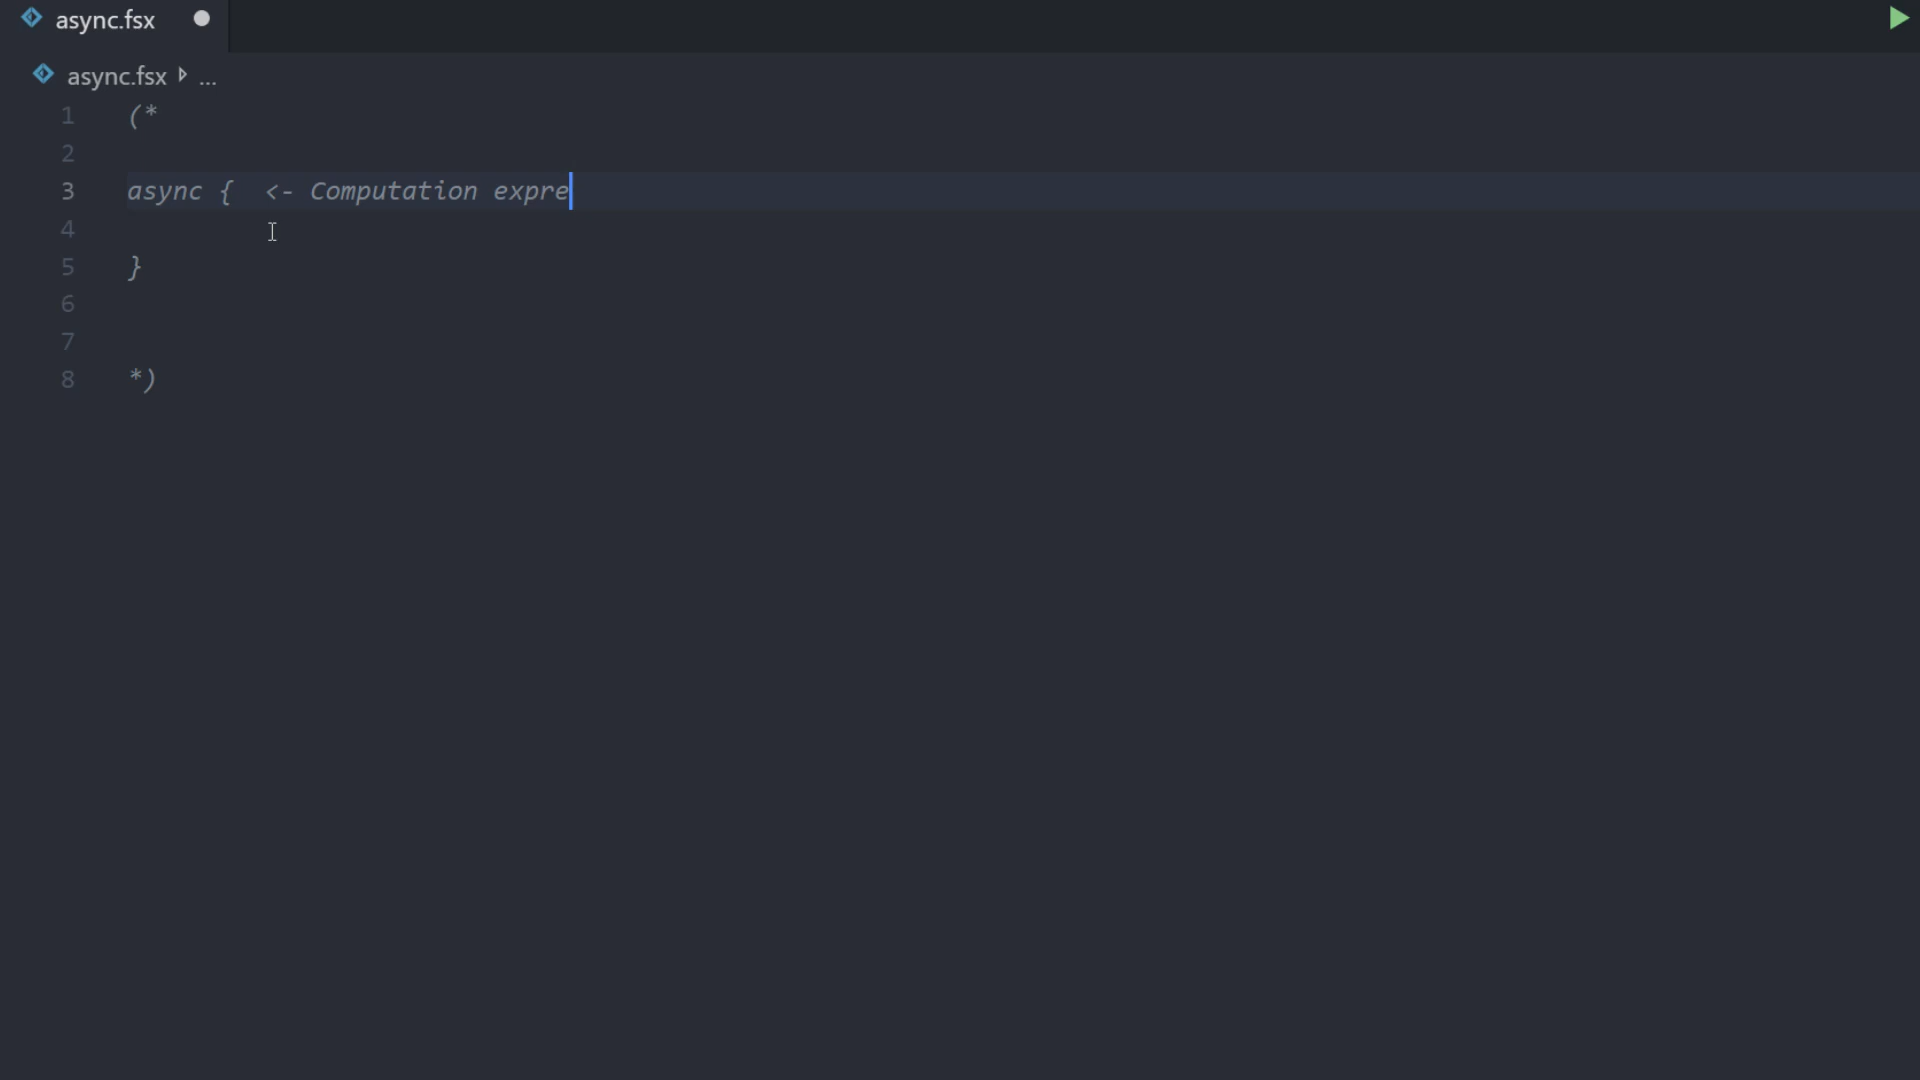 async.fsx
async.fsx ...
1 (*
2
3 async {  <- Computation expre
4
5 }
6
7
8 *)